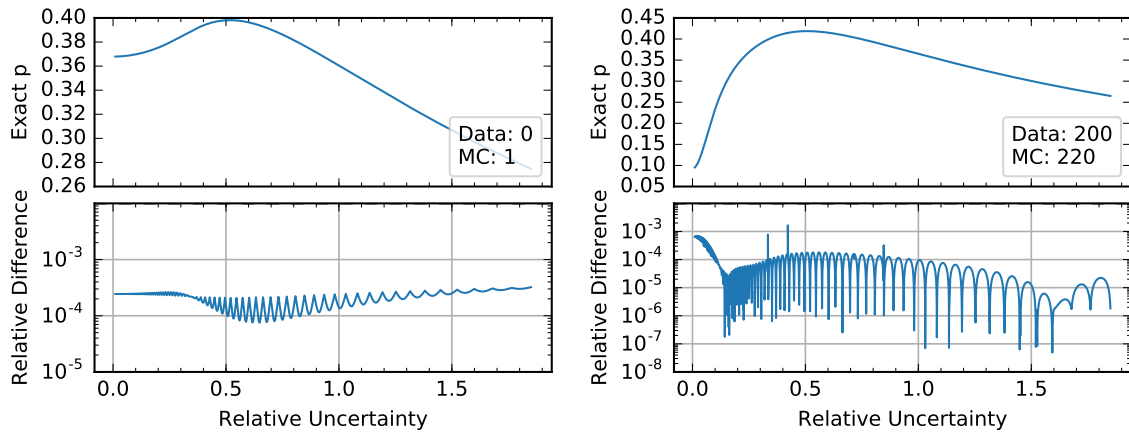 Exact p
0.40
0.38
0.36
0.34
0.32
0.30
0.28
0.26
Data: 0
MC: 1
Relative Difference
10⁻³
10⁻⁴
10⁻⁵
0.0 0.5 1.0 1.5
Relative Uncertainty
Exact p
0.45
0.40
0.35
0.30
0.25
0.20
0.15
0.10
0.05
Data: 200
MC: 220
Relative Difference
10⁻³
10⁻⁴
10⁻⁵
10⁻⁶
10⁻⁷
10⁻⁸
0.0 0.5 1.0 1.5
Relative Uncertainty